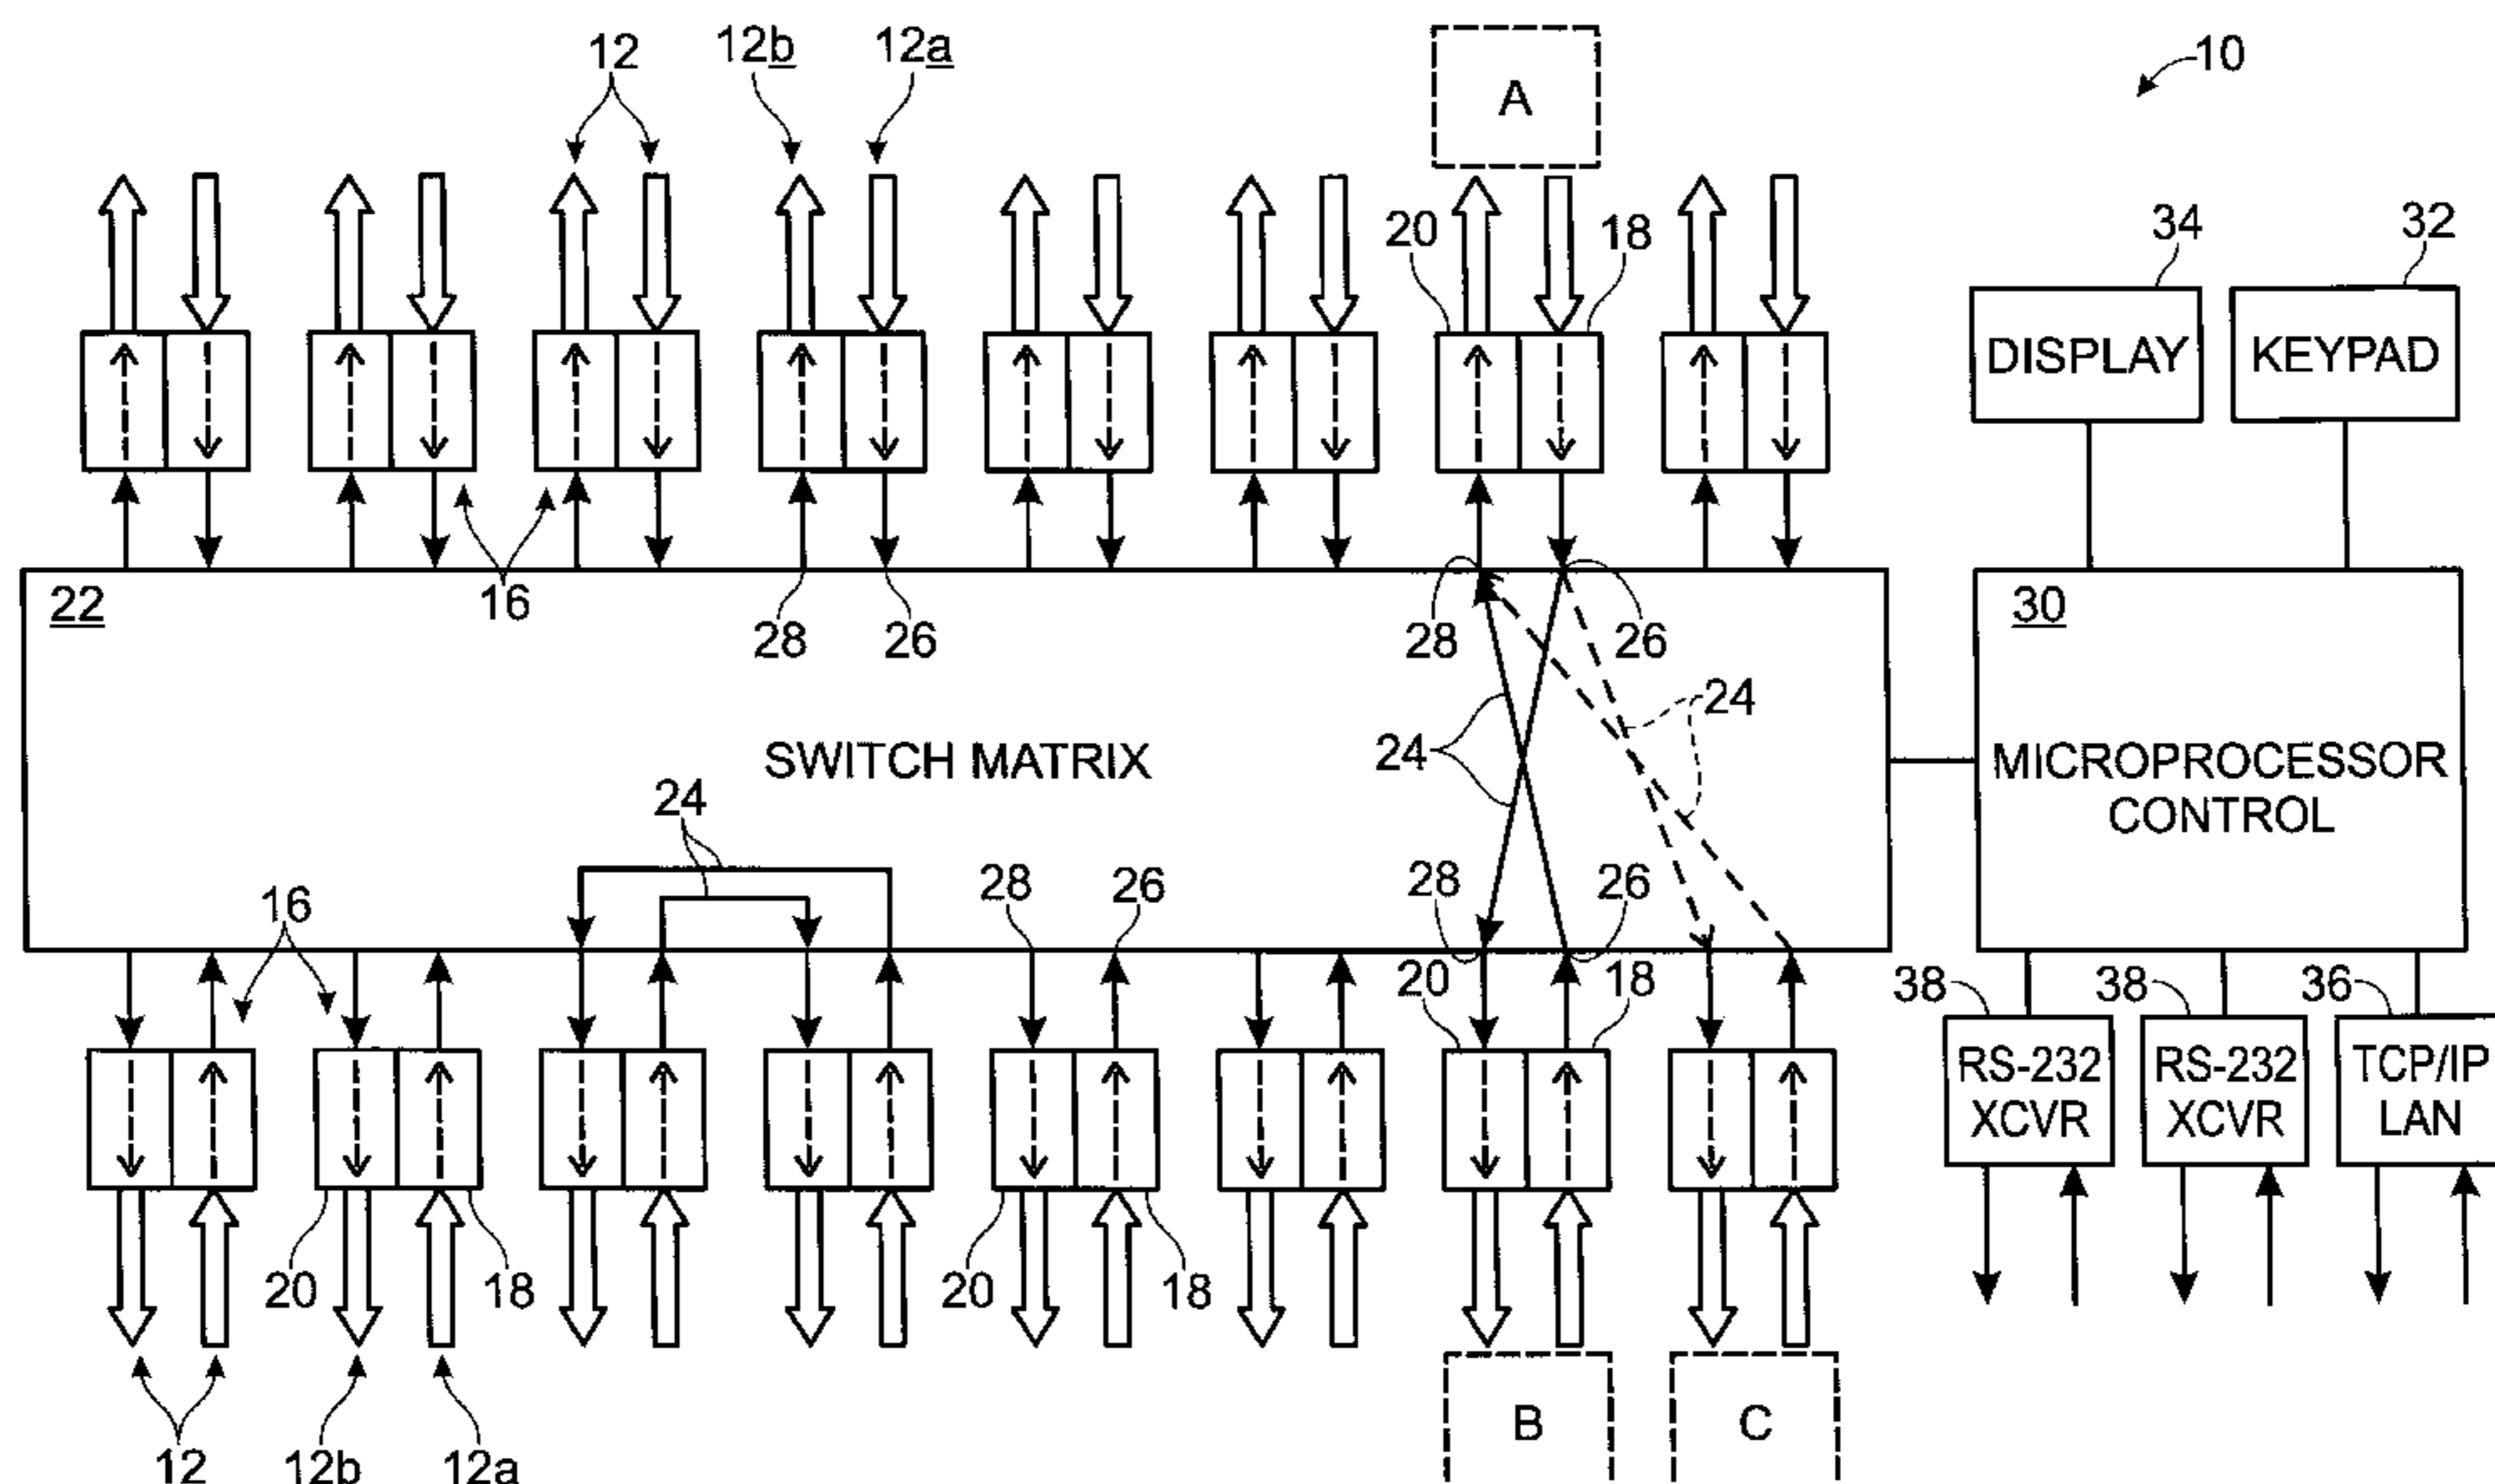 12
12b
12a
A
10
20
18
34
32
DISPLAY
KEYPAD
22
16
28
26
28
26
30
24
24
SWITCH MATRIX
MICROPROCESSOR
CONTROL
24
16
28
26
28
26
20
18
38
38
36
RS-232
XCVR
RS-232
XCVR
TCP/IP
LAN
20
18
20
18
12
12b
12a
B
C